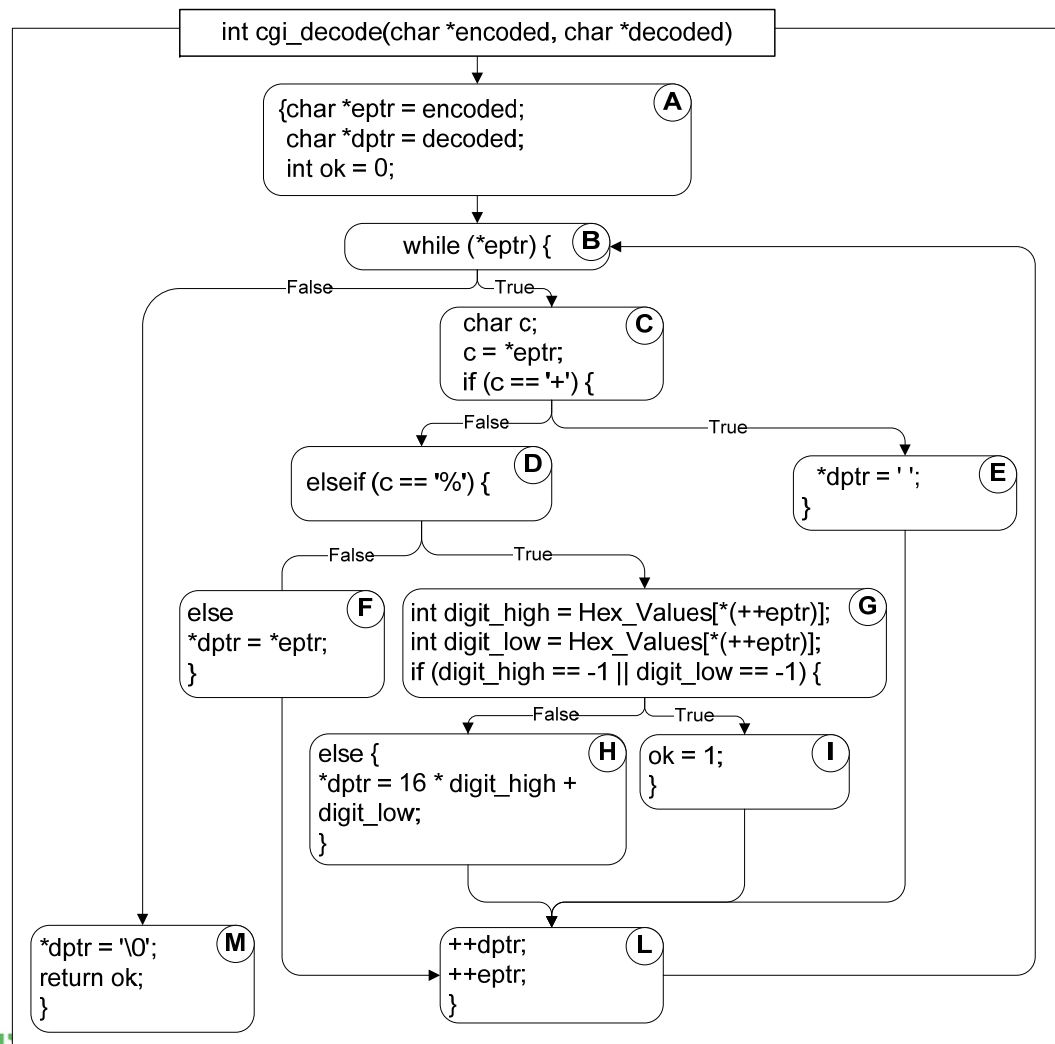 int cgi_decode(char *encoded, char *decoded)
A
{char *eptr = encoded;
char *dptr = decoded;
int ok = 0;
while (*eptr) {
B
False
True
char c;
C
c = *eptr;
if (c == '+') {
False
True
elseif (c == '%') {
D
*dptr = ' ';
E
}
False
True
else
F
*dptr = *eptr;
}
int digit_high = Hex_Values[*(++eptr)];
G
int digit_low = Hex_Values[*(++eptr)];
if (digit_high == -1 || digit_low == -1) {
False
True
else {
H
*dptr = 16 * digit_high +
digit_low;
}
ok = 1;
I
}
*dptr = '\0';
M
return ok;
}
++dptr;
L
++eptr;
}